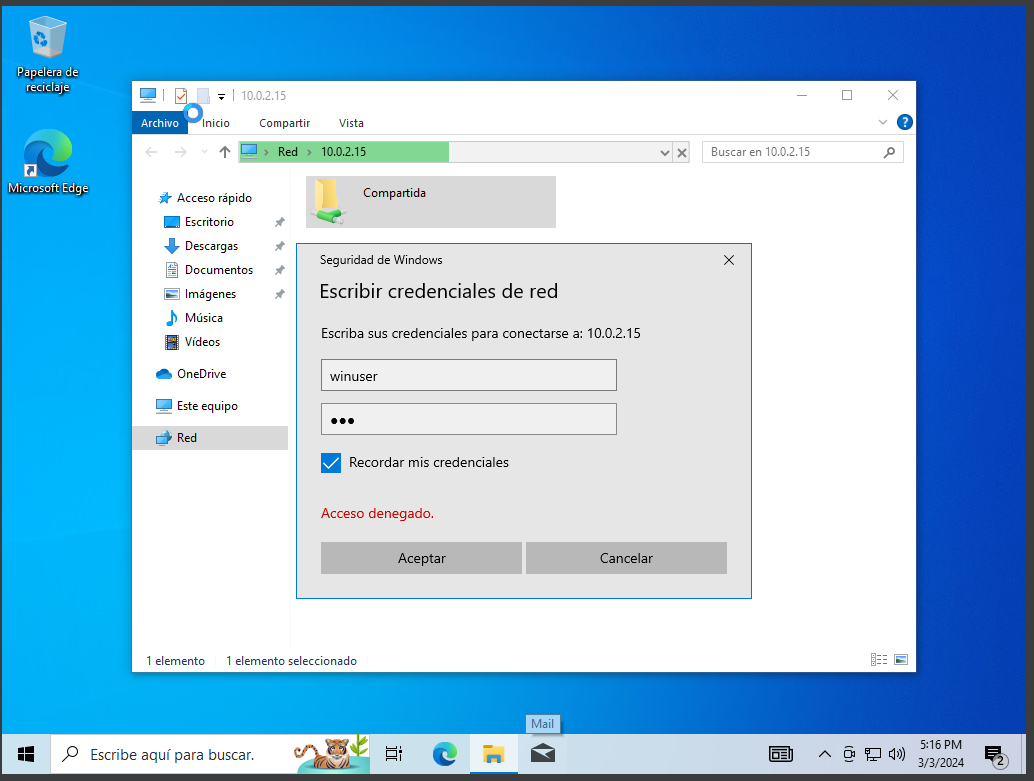 Papelera de
reciclaje
Microsoft Edge
10.0.2.15
Archivo Inicio Compartir Vista
Red 10.0.2.15
Buscar en 10.0.2.15
Acceso rápido
Escritorio
Descargas
Documentos
Imágenes
Música
Vídeos
OneDrive
Este equipo
Red
Compartida
Seguridad de Windows
Escribir credenciales de red
Escriba sus credenciales para conectarse a: 10.0.2.15
winuser
Recordar mis credenciales
Acceso denegado.
Aceptar Cancelar
1 elemento 1 elemento seleccionado
Mail
Escribe aquí para buscar.
5:16 PM
3/3/2024
2